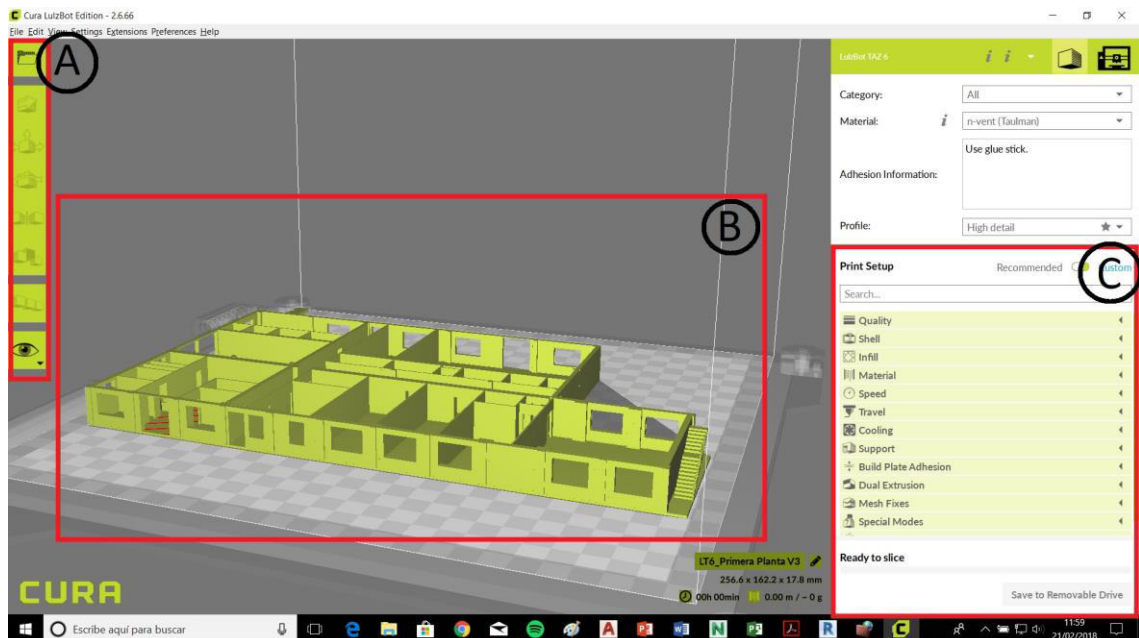 Cura LulzBot Edition - 2.6.66
File Edit View Settings Extensions Preferences Help
A
LulzBot TAZ 6
Category: All
Material: n-vent (Taulman)
Use glue stick.
Adhesion Information:
Profile: High detail
B
Print Setup Recommended Custom
C
Search...
Quality
Shell
Infill
Material
Speed
Travel
Cooling
Support
Build Plate Adhesion
Dual Extrusion
Mesh Fixes
Special Modes
Ready to slice
LT6_Primera Planta V3
256.6 x 162.2 x 17.8 mm
00h 00min 0.00 m / ~ 0 g
CURA
Save to Removable Drive
Escribe aquí para buscar
11:59
21/02/2018